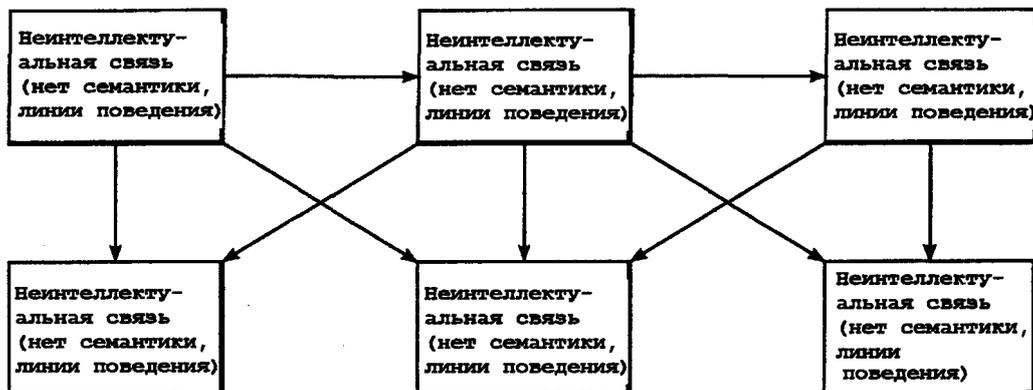 Неинтеллекту-
альная связь
(нет семантики,
линии поведения)
Неинтеллекту-
альная связь
(нет семантики,
линии поведения)
Неинтеллекту-
альная связь
(нет семантики,
линии поведения)
Неинтеллекту-
альная связь
(нет семантики,
линии поведения)
Неинтеллекту-
альная связь
(нет семантики,
линии поведения)
Неинтеллекту-
альная связь
(нет семантики,
линии
поведения)